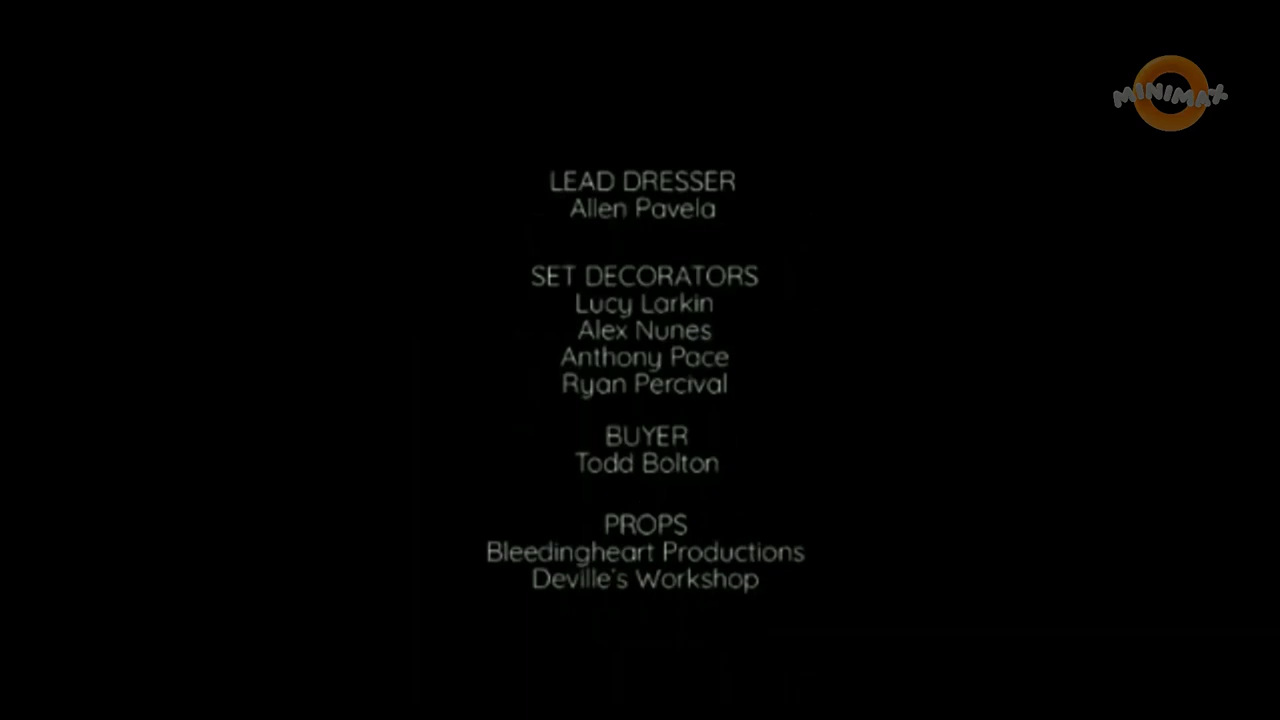 MINIMAX
LEAD DRESSER
Allen Pavela
SET DECORATORS
Lucy Larkin
Alex Nunes
Anthony Pace
Ryan Percival
BUYER
Todd Bolton
PROPS
Bleedingheart Productions
Deville's Workshop